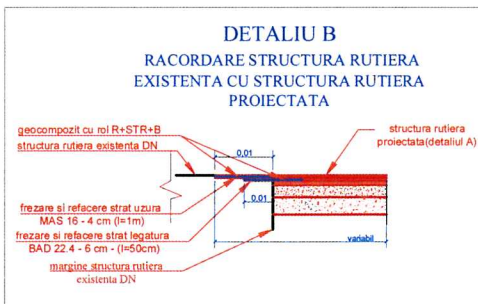 DETALIU B
RACORDARE STRUCTURA RUTIERA
EXISTENTA CU STRUCTURA RUTIERA
PROIECTATA
geocompozit cu rol R+STR+B
structura rutiera existenta DN
0,01
structura rutiera
proiectata(detaliul A)
frezare si refacere strat uzura
MAS 16 - 4 cm (l=1m)
0,01
frezare si refacere strat legatura
BAD 22.4 - 6 cm - (l=50cm)
variabil
margine structura rutiera
existenta DN